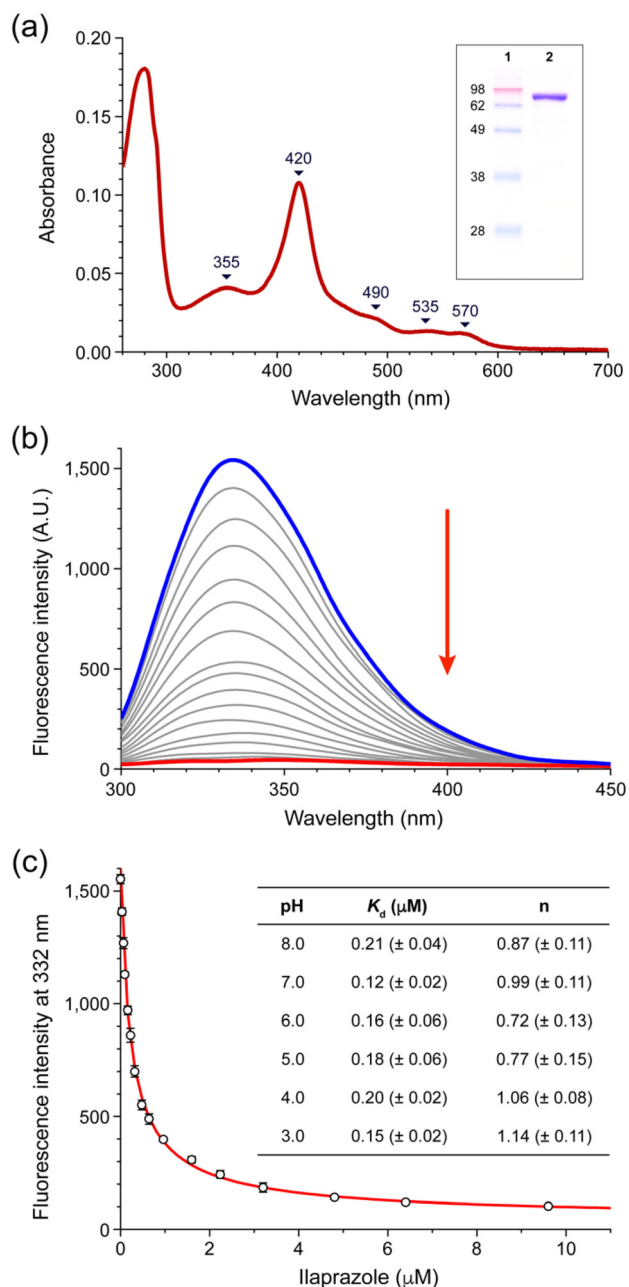 (a)
0.20
0.15
0.10
0.05
0.00
Absorbance
355
420
490
535
570
300
400
500
600
700
Wavelength (nm)
1 2
98
62
49
38
28
(b)
1,500
1,000
500
0
Fluorescence intensity (A.U.)
300
350
400
450
Wavelength (nm)
(c)
1,500
1,000
500
0
Fluorescence intensity at 332 nm
pH Kd (μM) n
8.0 0.21 (± 0.04) 0.87 (± 0.11)
7.0 0.12 (± 0.02) 0.99 (± 0.11)
6.0 0.16 (± 0.06) 0.72 (± 0.13)
5.0 0.18 (± 0.06) 0.77 (± 0.15)
4.0 0.20 (± 0.02) 1.06 (± 0.08)
3.0 0.15 (± 0.02) 1.14 (± 0.11)
0
2
4
6
8
10
Ilaprazole (μM)